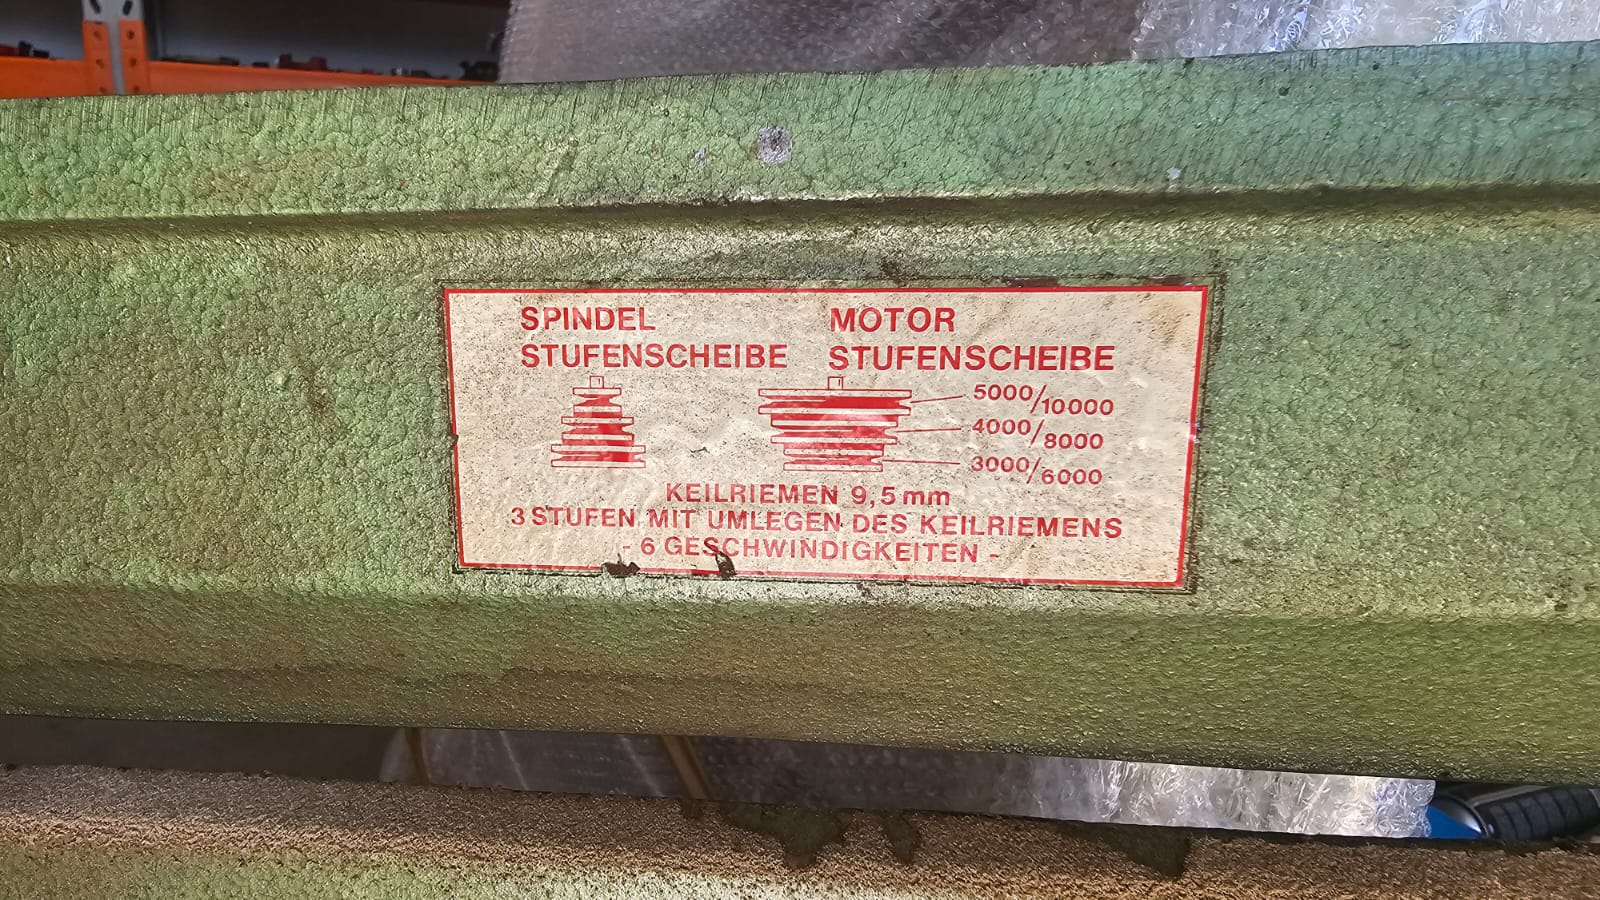 SPINDEL MOTOR
STUFENSCHEIBE STUFENSCHEIBE
5000/10000
4000/8000
3000/6000
KEILRIEMEN 9,5 mm
3 STUFEN MIT UMLEGEN DES KEILRIEMENS
- 6 GESCHWINDIGKEITEN -